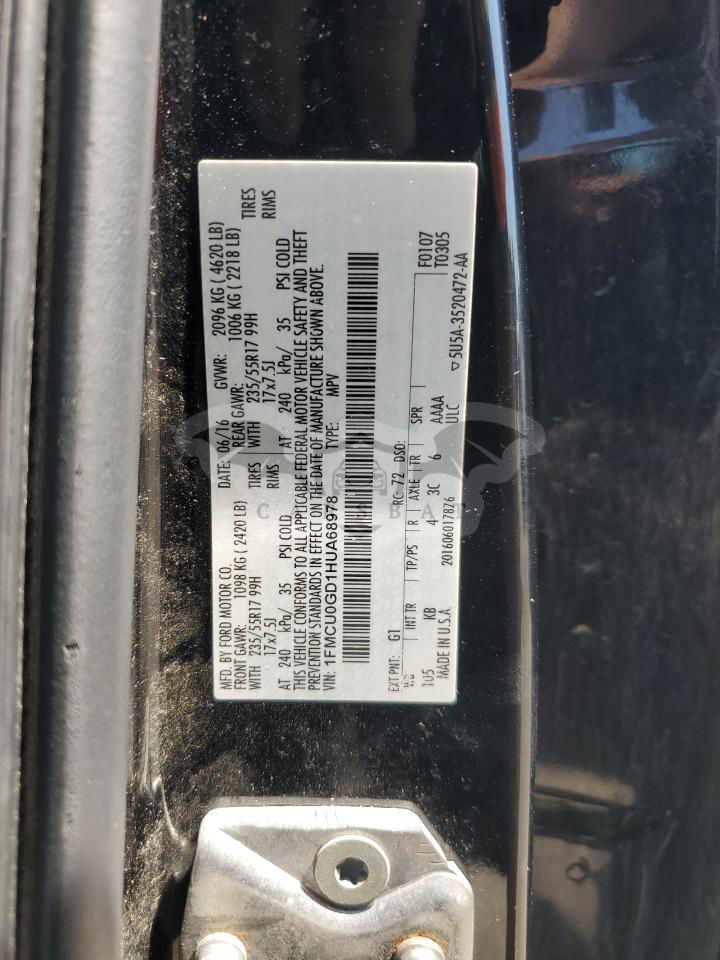 MFD. BY FORD MOTOR CO. DATE: 06/16 GVWR: 2096 KG ( 4620 LB)
FRONT GAWR: 1098 KG ( 2420 LB) REAR GAWR: 1006 KG ( 2218 LB)
WITH 235/55R17 99H TIRES WITH 235/55R17 99H TIRES
17x7.5J RIMS 17x7.5J RIMS
AT 240 kPa/ 35 PSI COLD AT 240 kPa/ 35 PSI COLD
THIS VEHICLE CONFORMS TO ALL APPLICABLE FEDERAL MOTOR VEHICLE SAFETY AND THEFT
PREVENTION STANDARDS IN EFFECT ON THE DATE OF MANUFACTURE SHOWN ABOVE.
VIN: 1FMCU0GD1HUA68978 TYPE: MPV
EXT PNT: G1 RC: 72 DSO: F0107
WB INT TR TP/PS R AXLE TR SPR T0305
105 KB 4 3C 6 AAAA
MADE IN U.S.A. 201606017826 ULC
▽5U5A-3520472-AA